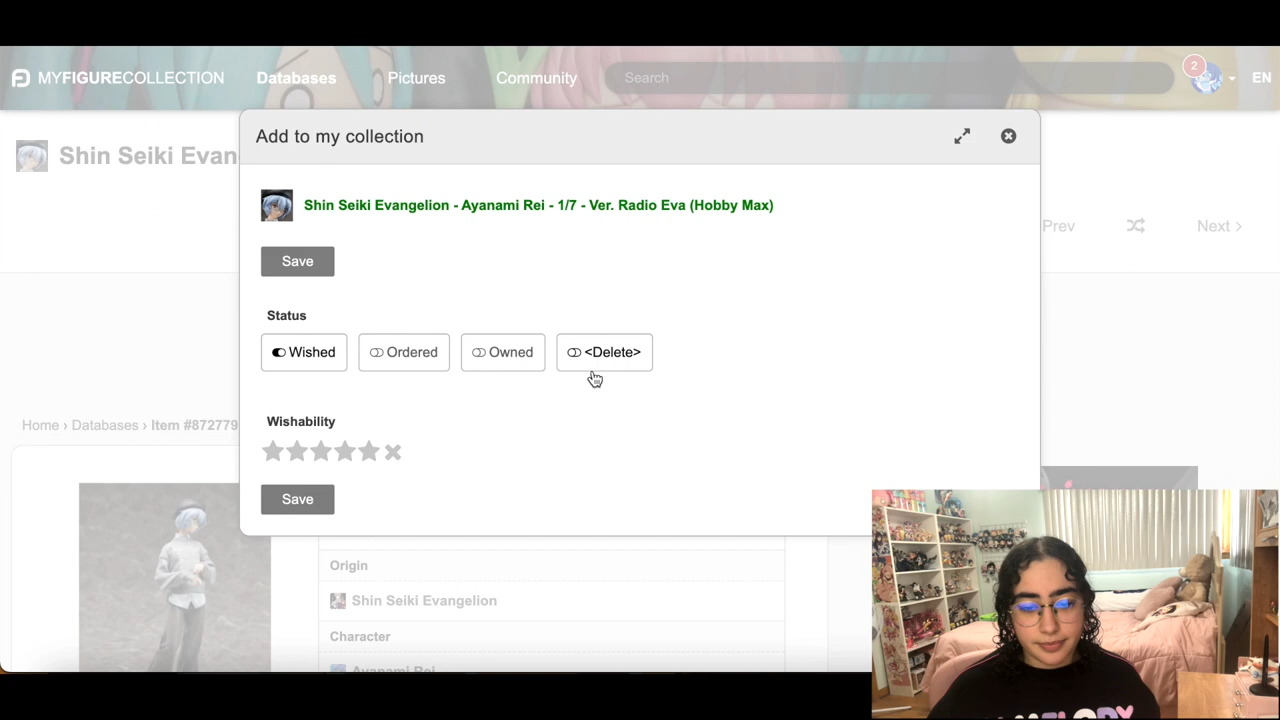 MYFIGURECOLLECTION
Databases
Pictures
Community
Search
2
EN
Shin Seiki Evan
Add to my collection
Shin Seiki Evangelion - Ayanami Rei - 1/7 - Ver. Radio Eva (Hobby Max)
Prev
Next ›
Save
Status
Wished
Ordered
Owned
<Delete>
Wishability
Home › Databases › Item #872779
Save
Origin
Shin Seiki Evangelion
Character
Ayanami Rei